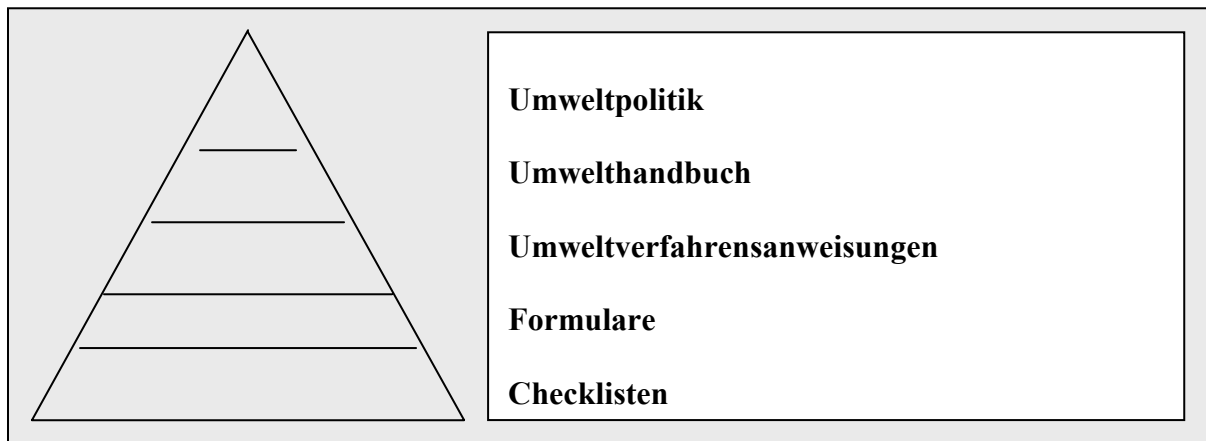 Umweltpolitik
Umwelthandbuch
Umweltverfahrensanweisungen
Formulare
Checklisten